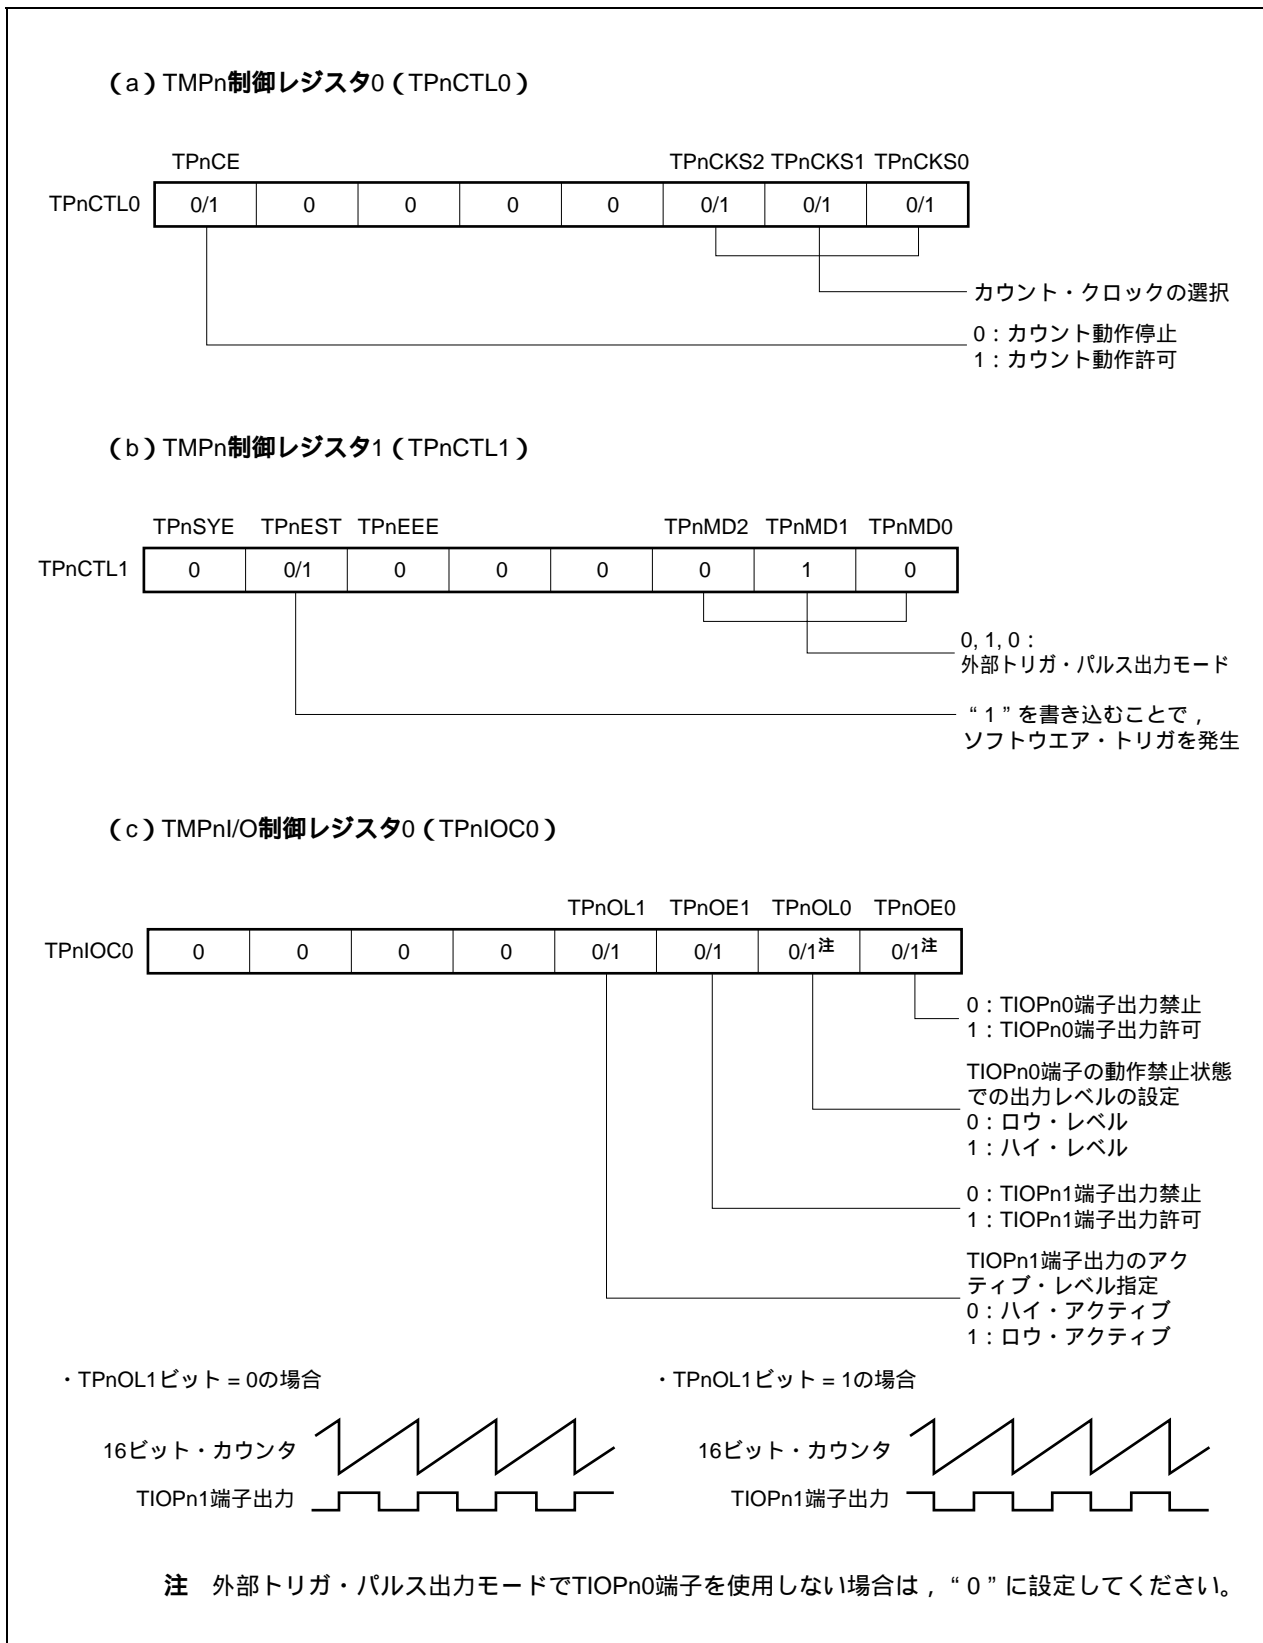 (a)TMPn制御レジスタ0(TPnCTL0)
TPnCE TPnCKS2 TPnCKS1 TPnCKS0
TPnCTL0 0/1 0 0 0 0 0/1 0/1 0/1
カウント・クロックの選択
0:カウント動作停止
1:カウント動作許可
(b)TMPn制御レジスタ1(TPnCTL1)
TPnSYE TPnEST TPnEEE TPnMD2 TPnMD1 TPnMD0
TPnCTL1 0 0/1 0 0 0 0 1 0
0, 1, 0:
外部トリガ・パルス出力モード
“1”を書き込むことで,
ソフトウエア・トリガを発生
(c)TMPnI/O制御レジスタ0(TPnIOC0)
TPnOL1 TPnOE1 TPnOL0 TPnOE0
TPnIOC0 0 0 0 0 0/1 0/1 0/1注 0/1注
0:TIOPn0端子出力禁止
1:TIOPn0端子出力許可
TIOPn0端子の動作禁止状態
での出力レベルの設定
0:ロウ・レベル
1:ハイ・レベル
0:TIOPn1端子出力禁止
1:TIOPn1端子出力許可
TIOPn1端子出力のアク
ティブ・レベル指定
0:ハイ・アクティブ
1:ロウ・アクティブ
・TPnOL1ビット = 0の場合
16ビット・カウンタ
TIOPn1端子出力
・TPnOL1ビット = 1の場合
16ビット・カウンタ
TIOPn1端子出力
注 外部トリガ・パルス出力モードでTIOPn0端子を使用しない場合は,“0”に設定してください。